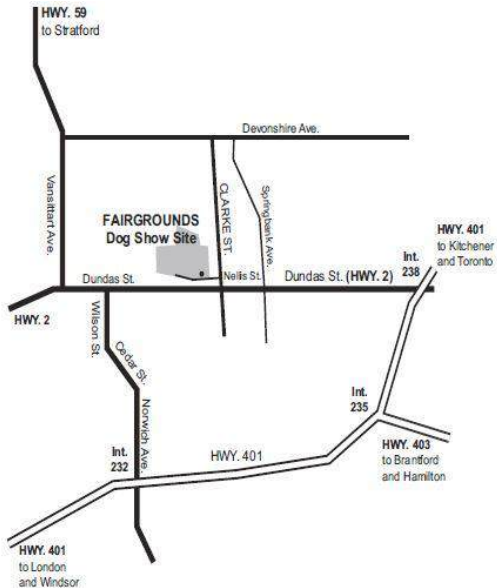 HWY. 59
to Stratford
Devonshire Ave.
Vansittart Ave.
CLARKE ST.
Springbank Ave.
FAIRGROUNDS
Dog Show Site
HWY. 401
to Kitchener
and Toronto
Int.
238
Nellis St.
Dundas St.
Dundas St. (HWY. 2)
HWY. 2
Wilson St.
Cedar St.
Norwich Ave.
Int.
235
Int.
232
HWY. 401
HWY. 403
to Brantford
and Hamilton
HWY. 401
to London
and Windsor